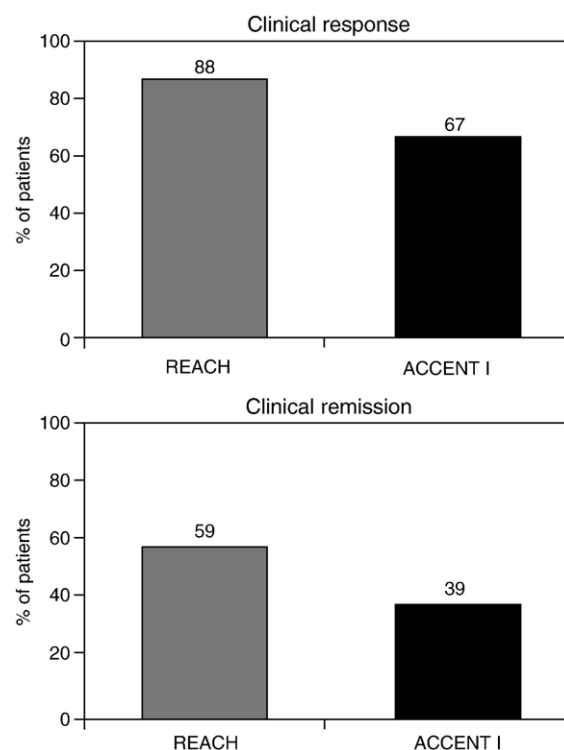 Clinical response
100
80
60
40
20
0
% of patients
88
67
REACH
ACCENT I
Clinical remission
100
80
60
40
20
0
% of patients
59
39
REACH
ACCENT I